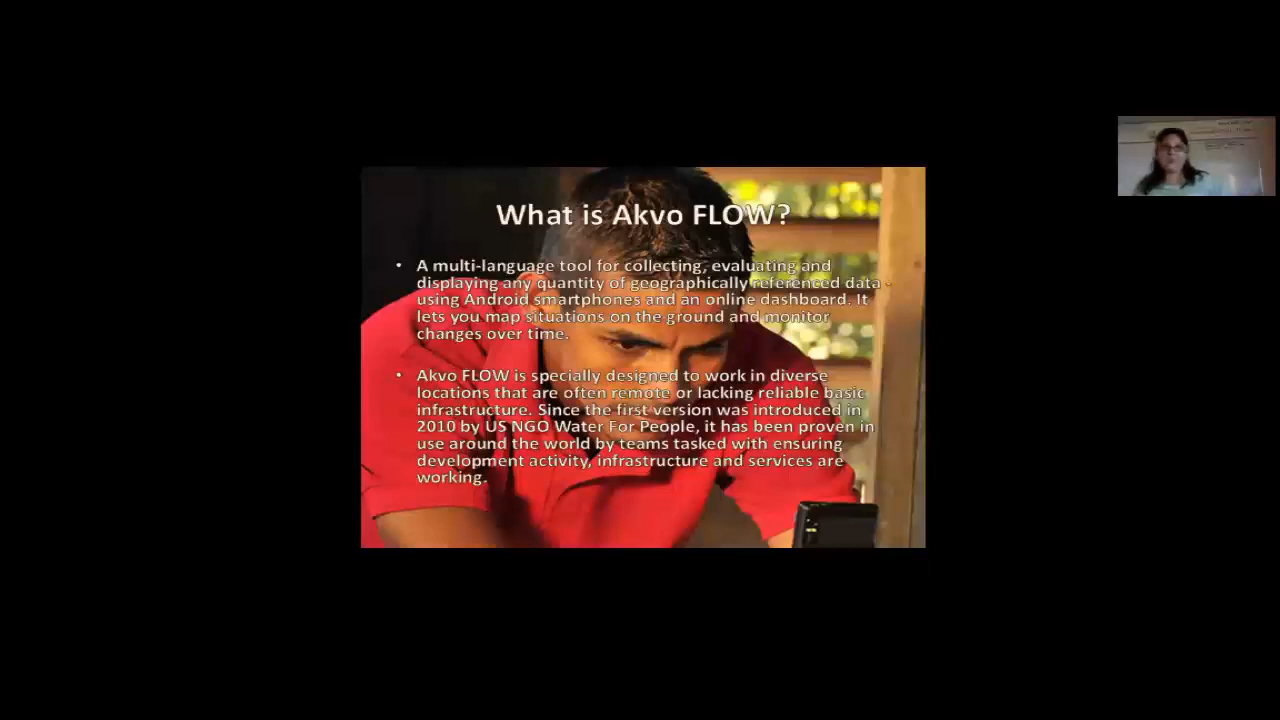 What is Akvo FLOW?
• A multi-language tool for collecting, evaluating and
displaying any quantity of geographically referenced data -
using Android smartphones and an online dashboard. It
lets you map situations on the ground and monitor
changes over time.
• Akvo FLOW is specially designed to work in diverse
locations that are often remote or lacking reliable basic
infrastructure. Since the first version was introduced in
2010 by US NGO Water For People, it has been proven in
use around the world by teams tasked with ensuring
development activity, infrastructure and services are
working.